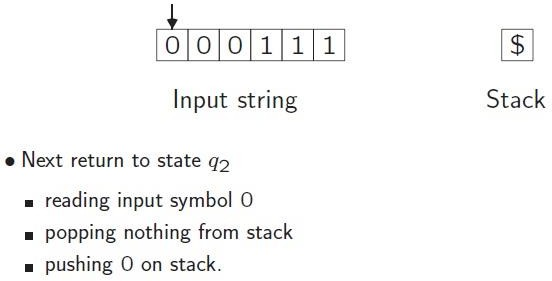 0 0 0 1 1 1 $
Input string Stack
• Next return to state q₂
▪ reading input symbol 0
▪ popping nothing from stack
▪ pushing 0 on stack.